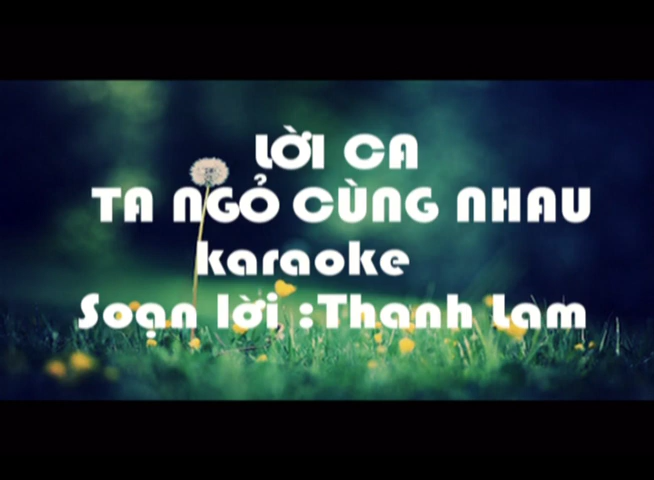 LỜI CA
TA NGỎ CÙNG NHAU
karaoke
Soạn lời :Thanh Lam